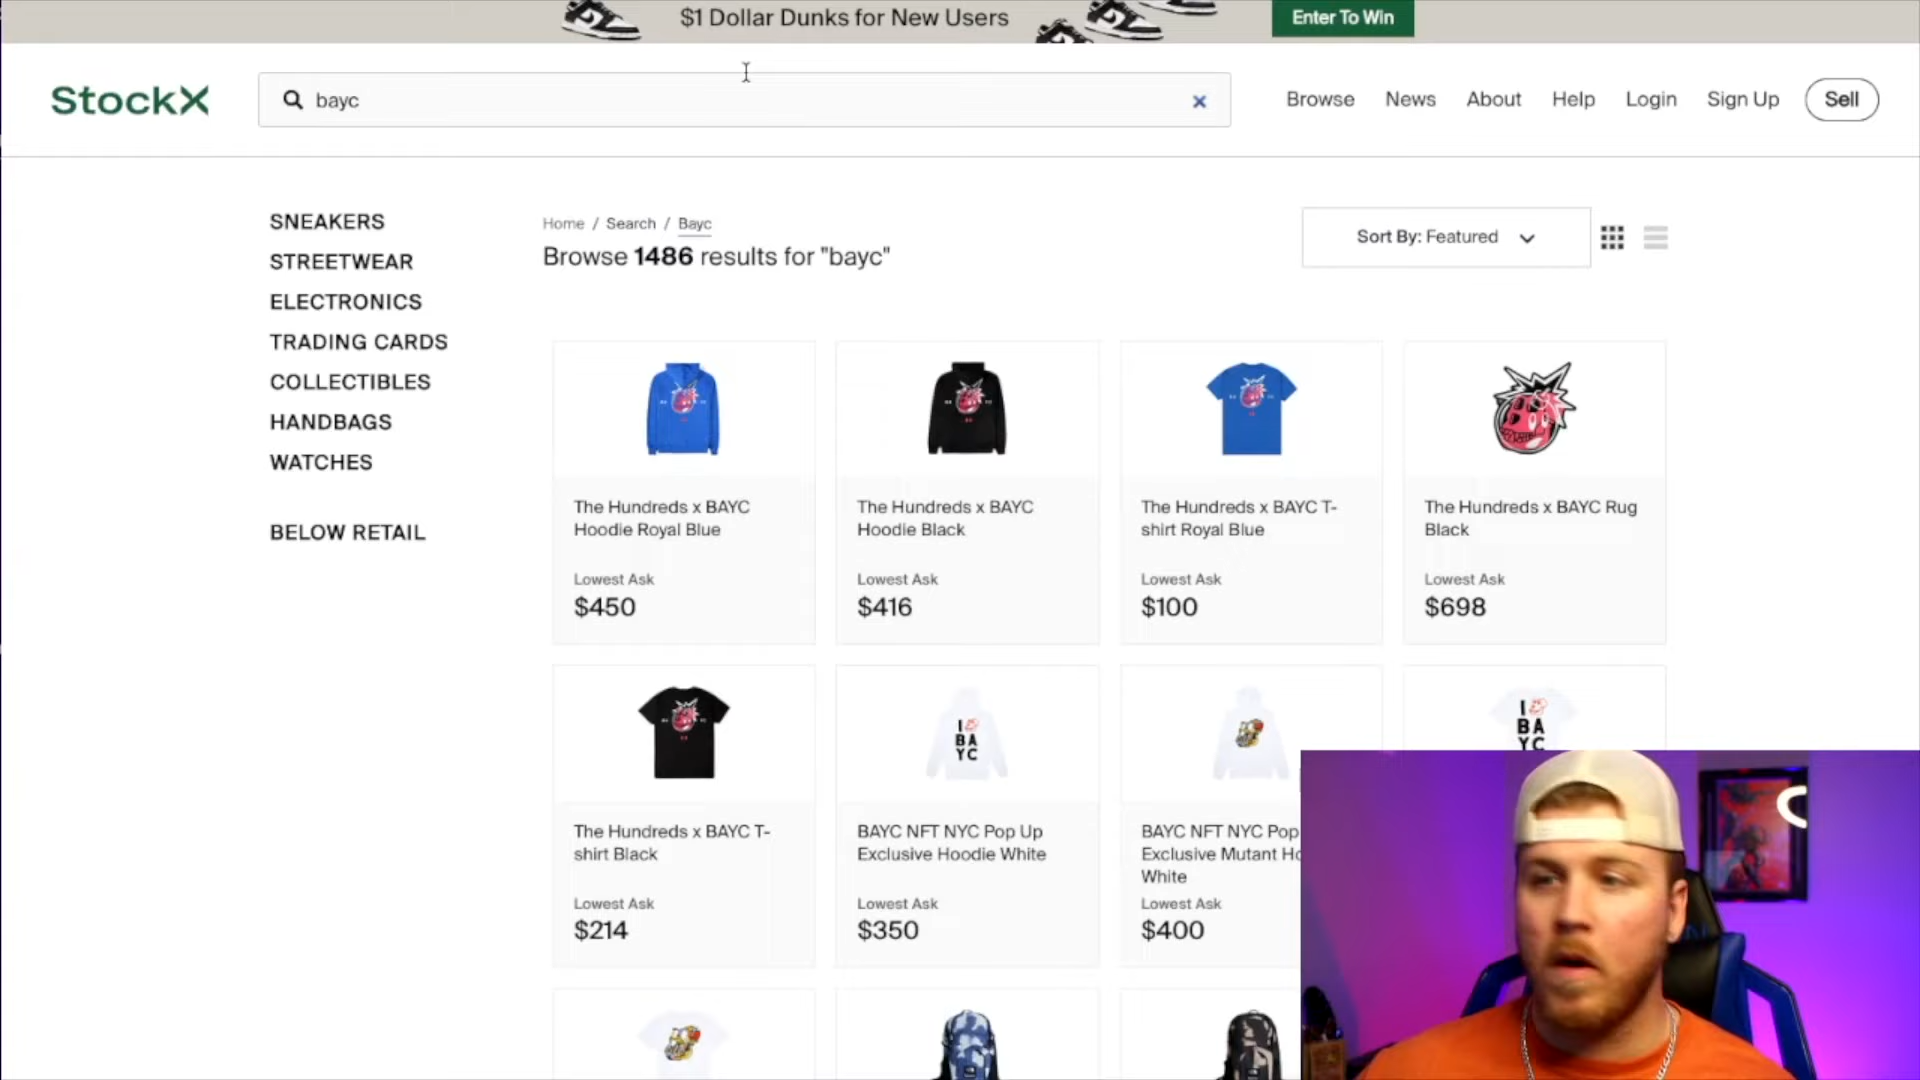 $1 Dollar Dunks for New Users
Enter To Win
StockX
bayc
Browse
News
About
Help
Login
Sign Up
Sell
SNEAKERS
STREETWEAR
ELECTRONICS
TRADING CARDS
COLLECTIBLES
HANDBAGS
WATCHES
BELOW RETAIL
Home / Search / Bayc
Browse 1486 results for "bayc"
Sort By: Featured
The Hundreds x BAYC
Hoodie Royal Blue
Lowest Ask
$450
The Hundreds x BAYC
Hoodie Black
Lowest Ask
$416
The Hundreds x BAYC T-
shirt Royal Blue
Lowest Ask
$100
The Hundreds x BAYC Rug
Black
Lowest Ask
$698
The Hundreds x BAYC T-
shirt Black
Lowest Ask
$214
I
BA
YC
BAYC NFT NYC Pop Up
Exclusive Hoodie White
Lowest Ask
$350
BAYC NFT NYC Pop
Exclusive Mutant Ho
White
Lowest Ask
$400
I
BA
YC